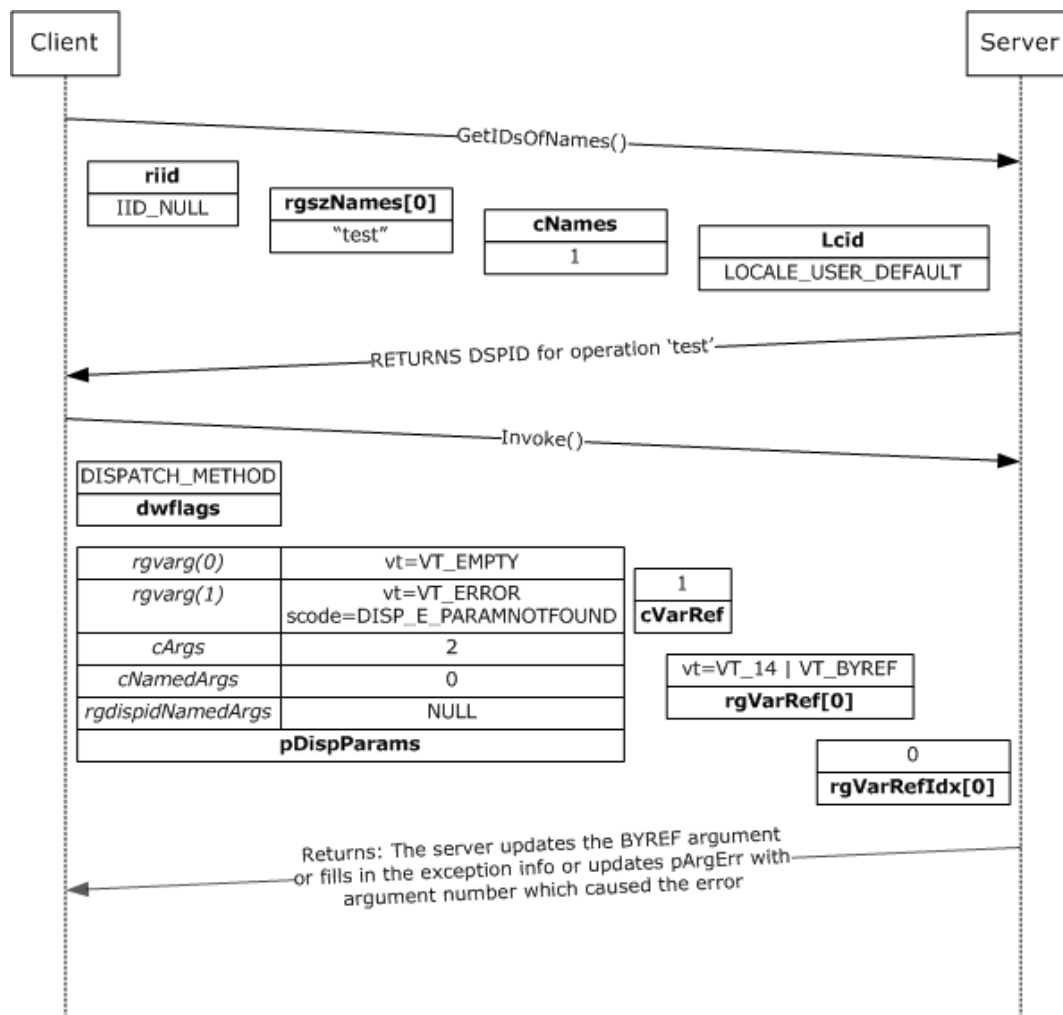 Client
Server
GetIDsOfNames()
riid
IID_NULL
rgszNames[0]
“test”
cNames
1
Lcid
LOCALE_USER_DEFAULT
RETURNS DSPID for operation ‘test’
Invoke()
DISPATCH_METHOD
dwflags
rgvarg(0) vt=VT_EMPTY
rgvarg(1) vt=VT_ERROR
scode=DISP_E_PARAMNOTFOUND
cArgs 2
cNamedArgs 0
rgdispidNamedArgs NULL
pDispParams
1
cVarRef
vt=VT_14 | VT_BYREF
rgVarRef[0]
0
rgVarRefIdx[0]
Returns: The server updates the BYREF argument
or fills in the exception info or updates pArgErr with
argument number which caused the error